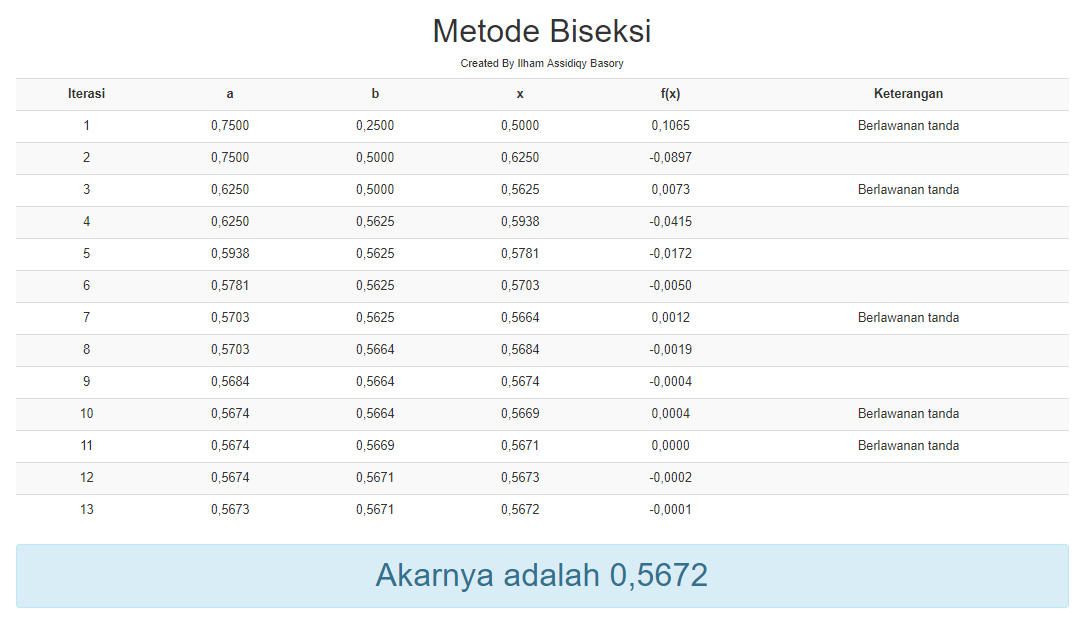 Metode Biseksi
Created By Ilham Assidiqy Basory
Iterasi a b x f(x) Keterangan
1 0,7500 0,2500 0,5000 0,1065 Berlawanan tanda
2 0,7500 0,5000 0,6250 -0,0897
3 0,6250 0,5000 0,5625 0,0073 Berlawanan tanda
4 0,6250 0,5625 0,5938 -0,0415
5 0,5938 0,5625 0,5781 -0,0172
6 0,5781 0,5625 0,5703 -0,0050
7 0,5703 0,5625 0,5664 0,0012 Berlawanan tanda
8 0,5703 0,5664 0,5684 -0,0019
9 0,5684 0,5664 0,5674 -0,0004
10 0,5674 0,5664 0,5669 0,0004 Berlawanan tanda
11 0,5674 0,5669 0,5671 0,0000 Berlawanan tanda
12 0,5674 0,5671 0,5673 -0,0002
13 0,5673 0,5671 0,5672 -0,0001
Akarnya adalah 0,5672